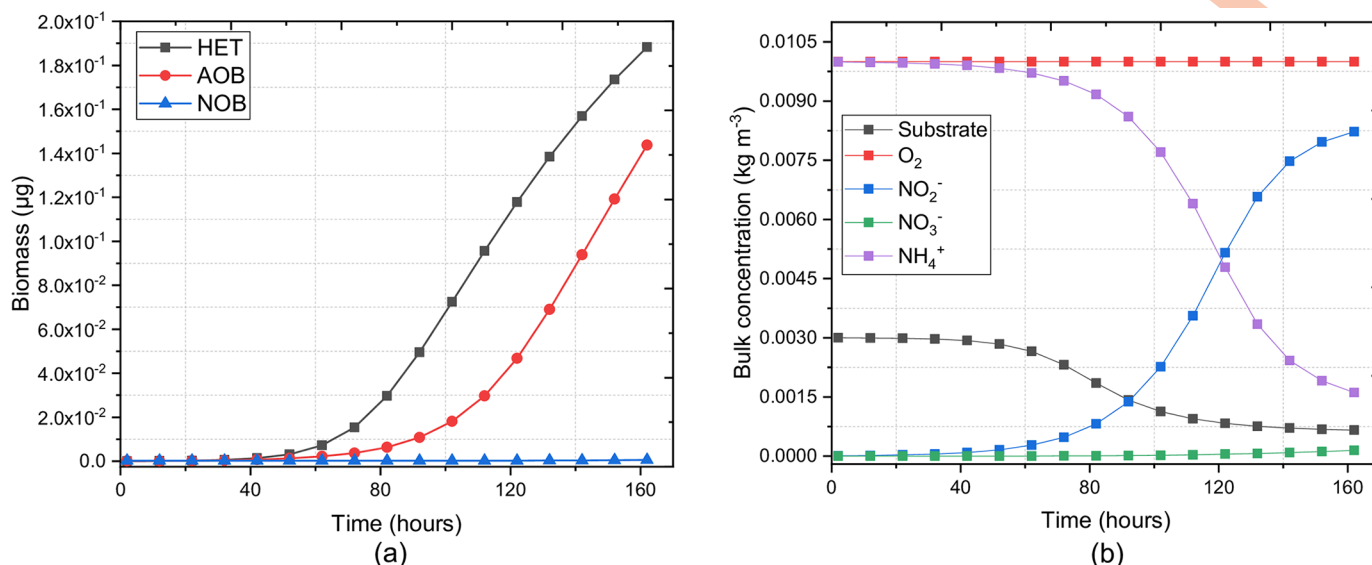 2.0x10⁻¹
1.8x10⁻¹
1.6x10⁻¹
1.4x10⁻¹
1.2x10⁻¹
1.0x10⁻¹
8.0x10⁻²
6.0x10⁻²
4.0x10⁻²
2.0x10⁻²
0.0
Biomass (µg)
HET
AOB
NOB
0 40 80 120 160
Time (hours)
(a)
0.0105
0.0090
0.0075
0.0060
0.0045
0.0030
0.0015
0.0000
Bulk concentration (kg m⁻³)
Substrate
O₂
NO₂⁻
NO₃⁻
NH₄⁺
0 40 80 120 160
Time (hours)
(b)